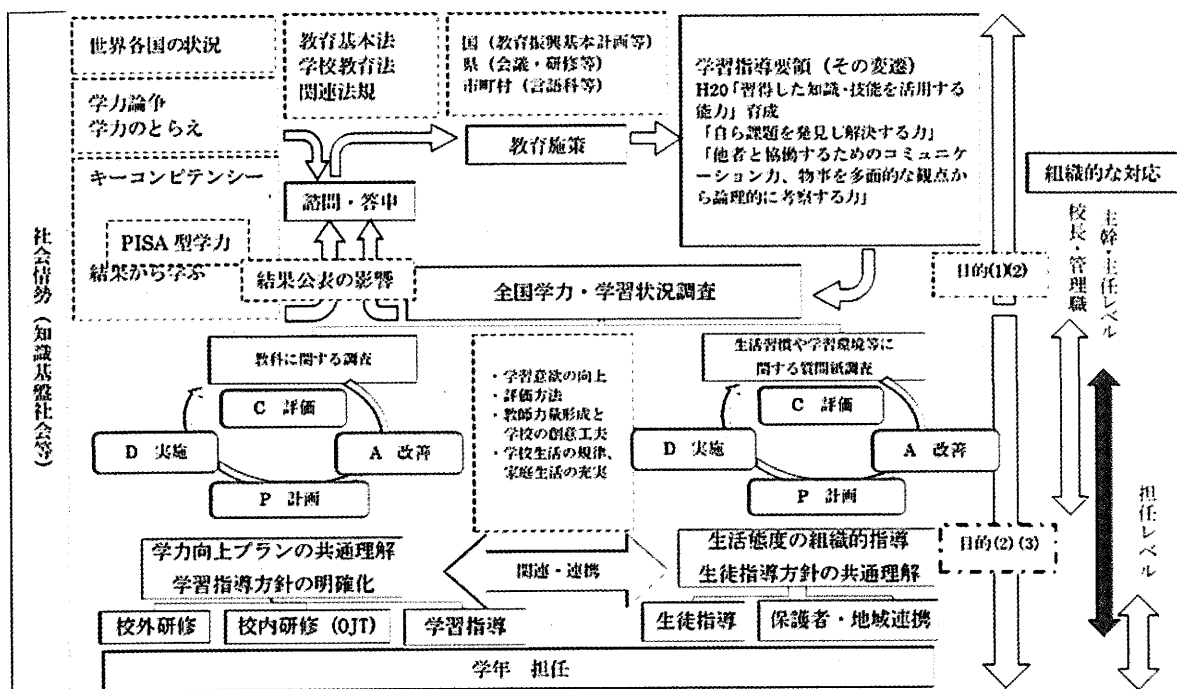 世界各国の状況
学力論争
学力のとらえ
キーコンピテンシー
PISA 型学力
結果から学ぶ
教育基本法
学校教育法
関連法規
国（教育振興基本計画等）
県（会議・研修等）
市町村（言語科等）
教育施策
諮問・答申
結果公表の影響
学習指導要領（その変遷）
H20「習得した知識・技能を活用する
能力」育成
「自ら課題を発見し解決する力」
「他者と協働するためのコミュニケ
ーション力、物事を多面的な観点か
ら論理的に考察する力」
組織的な対応
校長・管理職
主幹・主任レベル
担任レベル
目的(1)(2)
社会情勢（知識基盤社会等）
全国学力・学習状況調査
教科に関する調査
C 評価
D 実施
A 改善
P 計画
・学習意欲の向上
・評価方法
・教師力量形成と
学校の創意工夫
・学校生活の規律、
家庭生活の充実
生活習慣や学習環境等に
関する質問紙調査
C 評価
D 実施
A 改善
P 計画
学力向上プランの共通理解
学習指導方針の明確化
関連・連携
生活態度の組織的指導
生徒指導方針の共通理解
目的(2)(3)
校外研修
校内研修（OJT）
学習指導
生徒指導
保護者・地域連携
学年 担任